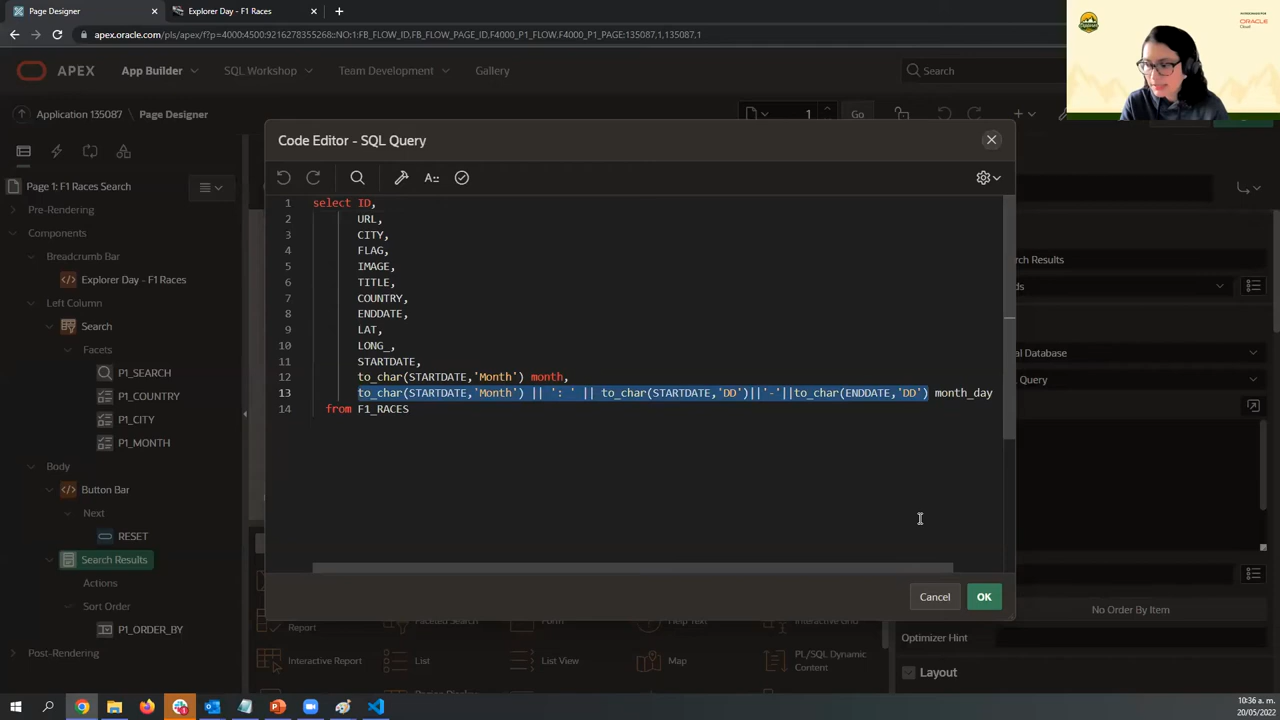 Page Designer
Explorer Day - F1 Races
apex.oracle.com/pls/apex/f?p=4000:4500:9216278355268::NO:1:FB_FLOW_PAGE_ID,F4000_P1_FLOW,F4000_P1_PAGE:135087,1,135087,1
ORACLE
Cloud
APEX
App Builder
SQL Workshop
Team Development
Gallery
Search
Application 135087
Page Designer
1
Go
Code Editor - SQL Query
Page 1: F1 Races Search
Pre-Rendering
Components
Breadcrumb Bar
Explorer Day - F1 Races
Left Column
Search
Facets
P1_SEARCH
P1_COUNTRY
P1_CITY
P1_MONTH
Body
Button Bar
Next
RESET
Search Results
Actions
Sort Order
P1_ORDER_BY
Post-Rendering
1 select ID,
2 URL,
3 CITY,
4 FLAG,
5 IMAGE,
6 TITLE,
7 COUNTRY,
8 ENDDATE,
9 LAT,
10 LONG_,
11 STARTDATE,
12 to_char(STARTDATE,'Month') month,
13 to_char(STARTDATE,'Month') || ': ' || to_char(STARTDATE,'DD')||'-'||to_char(ENDDATE,'DD') month_day
14 from F1_RACES
Cancel
OK
Query
No Order By Item
Optimizer Hint
Layout
Report
Faceted Search
Form
Help Text
Interactive Grid
Interactive Report
List
List View
Map
PL/SQL Dynamic
Content
10:36 a. m.
20/05/2022